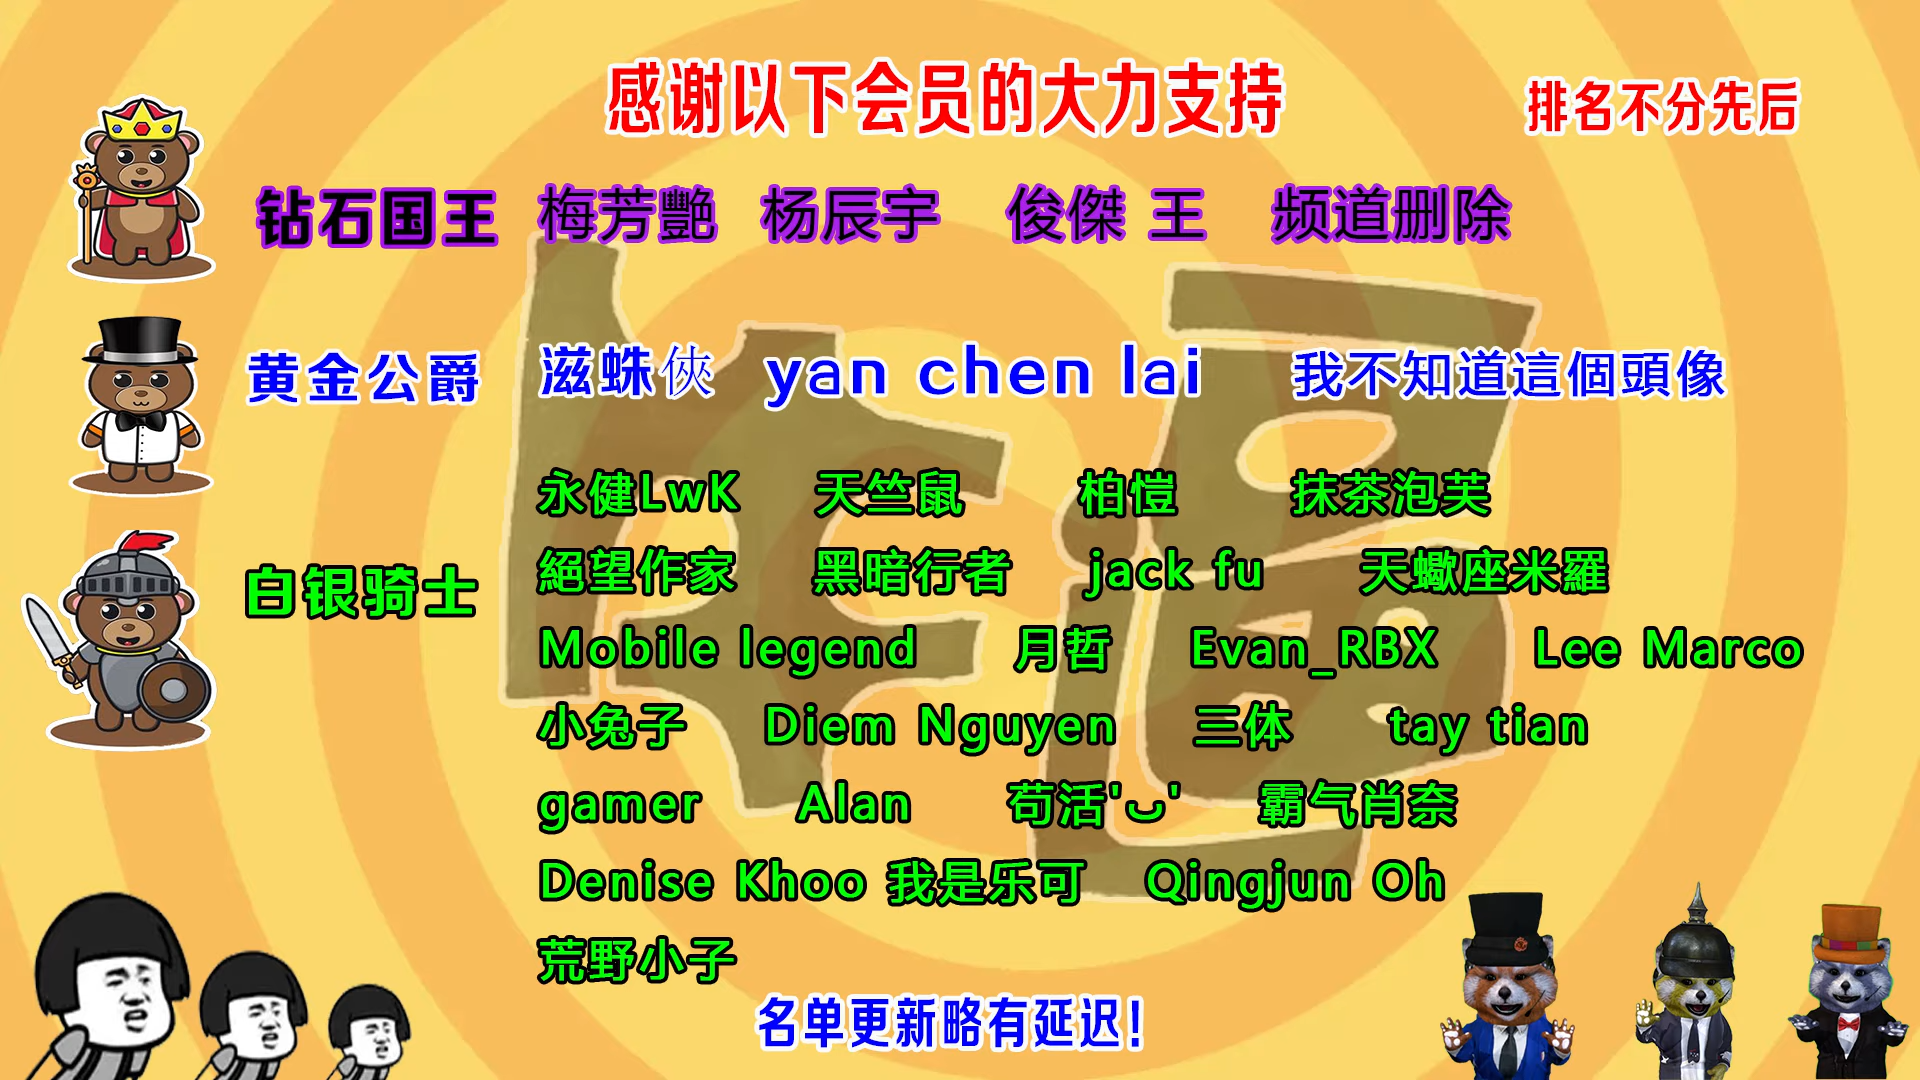 感谢以下会员的大力支持 排名不分先后
钻石国王 梅芳艷 杨辰宇 俊傑 王 频道删除
黄金公爵 滋蛛俠 yan chen lai 我不知道這個頭像
永健LwK 天竺鼠 柏愷 抹茶泡芙
白银骑士 絕望作家 黑暗行者 jack fu 天蠍座米羅
Mobile legend 月哲 Evan_RBX Lee Marco
小兔子 Diem Nguyen 三体 tay tian
gamer Alan 苟活'ᴗ' 霸气肖奈
Denise Khoo 我是乐可 Qingjun Oh
荒野小子
名单更新略有延迟！